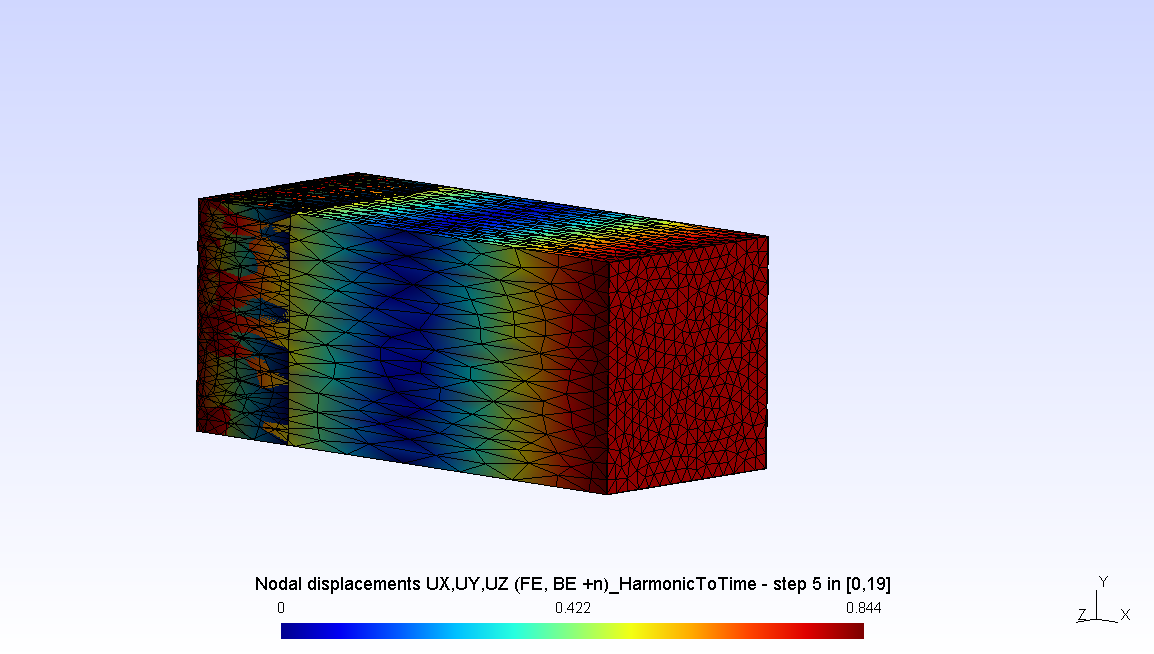 Nodal displacements UX,UY,UZ (FE, BE +n)_HarmonicToTime - step 5 in [0,19]
0 0.422 0.844
Y
Z X